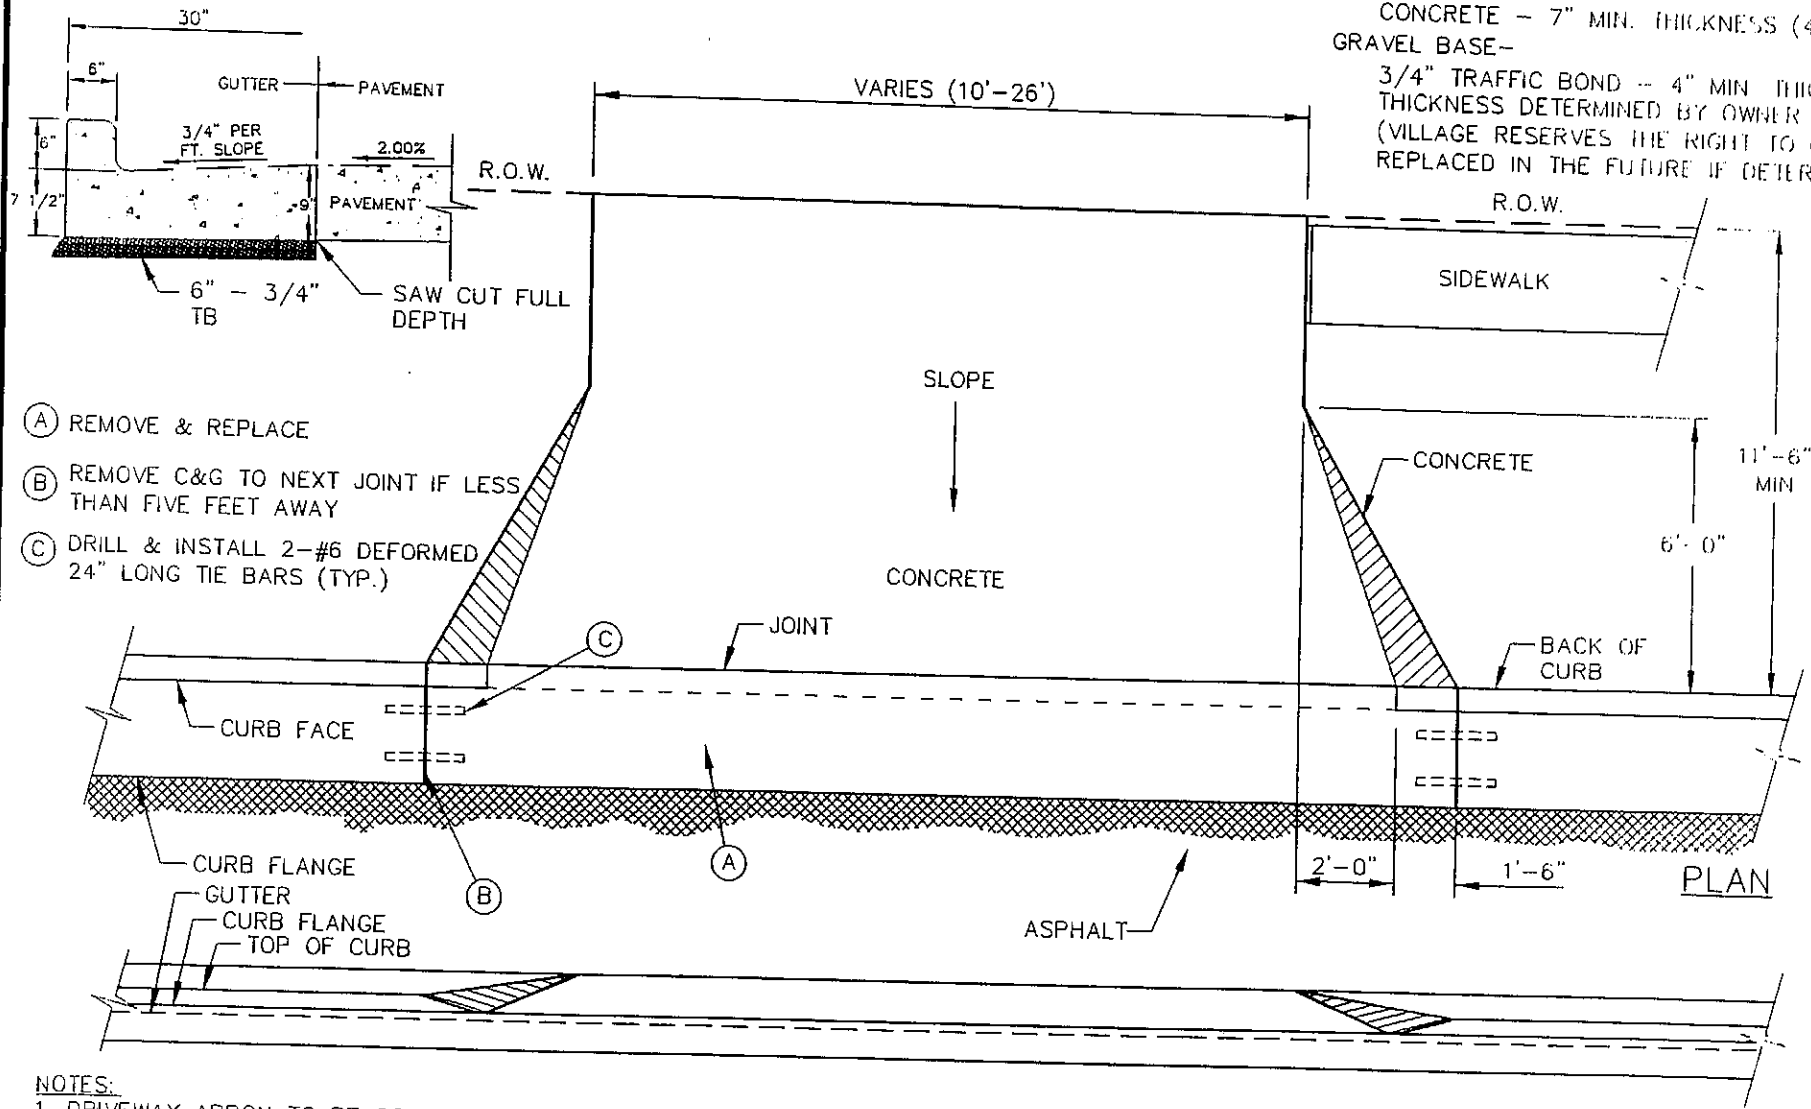 30"
6"
GUTTER
PAVEMENT
3/4" PER
FT. SLOPE
2.00%
6"
7 1/2"
9"
PAVEMENT
6" - 3/4"
TB
SAW CUT FULL
DEPTH
CONCRETE - 7" MIN. THICKNESS (4
GRAVEL BASE-
3/4" TRAFFIC BOND -- 4" MIN
THICKNESS DETERMINED BY OWNER
(VILLAGE RESERVES THE RIGHT TO
REPLACED IN THE FUTURE IF
VARIES (10'-26')
R.O.W.
R.O.W.
SIDEWALK
SLOPE
CONCRETE
CONCRETE
11'-6"
MIN
6'-0"
A REMOVE & REPLACE
B REMOVE C&G TO NEXT JOINT IF LESS
THAN FIVE FEET AWAY
C DRILL & INSTALL 2-#6 DEFORMED
24" LONG TIE BARS (TYP.)
C
JOINT
BACK OF
CURB
CURB FACE
CURB FLANGE
B
A
2'-0"
1'-6"
PLAN
ASPHALT
GUTTER
CURB FLANGE
TOP OF CURB
NOTES:
1. DRIVEWAY APRON TO